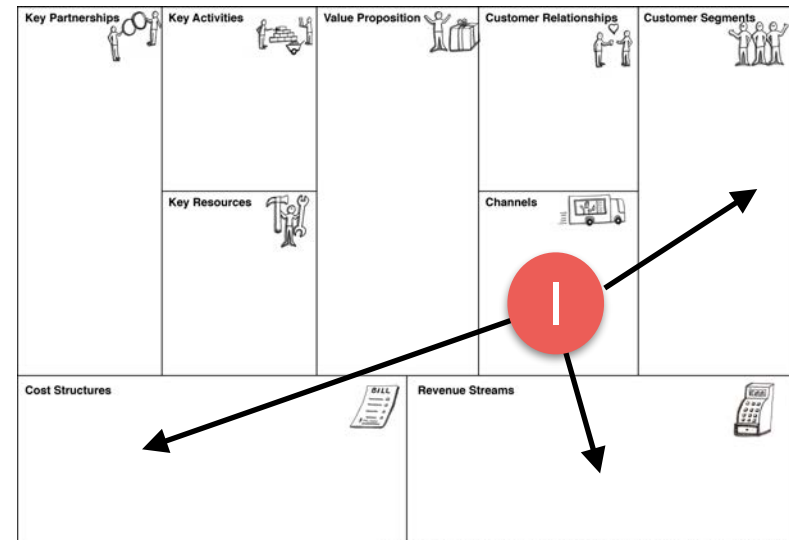 Key Partnerships
Key Activities
Value Proposition
Customer Relationships
Customer Segments
Key Resources
Channels
I
Cost Structures
BILL
Revenue Streams